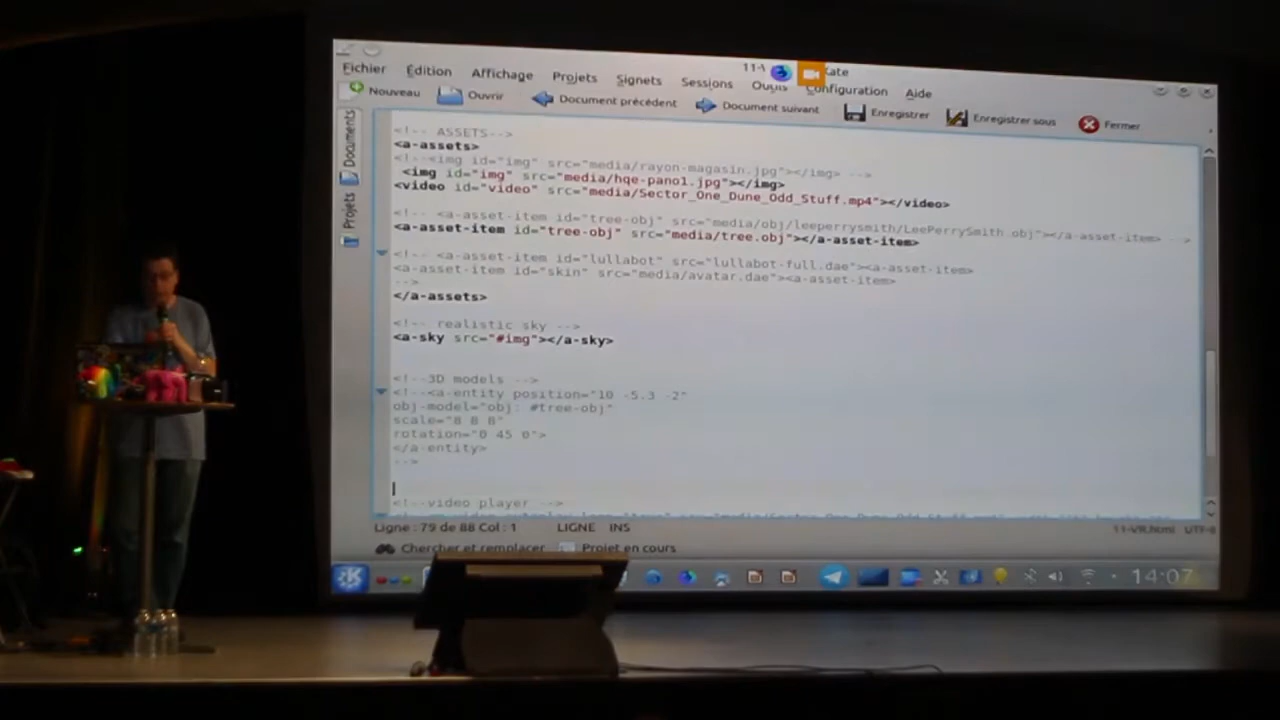 Kate
Fichier Édition Affichage Projets Signets Sessions Outils Configuration Aide
Nouveau Ouvrir Document précédent Document suivant Enregistrer Enregistrer sous Fermer
Documents
Projets
<!-- ASSETS-->
<a-assets>
<!--<img id="img" src="media/rayon-magasin.jpg"></img> -->
<img id="img" src="media/hqe-pano1.jpg"></img>
<video id="video" src="media/Sector_One_Dune_Odd_Stuff.mp4"></video>
<!-- <a-asset-item id="tree-obj" src="media/obj/leeperrysmith/LeePerrySmith.obj"></a-asset-item> -->
<a-asset-item id="tree-obj" src="media/tree.obj"></a-asset-item>
<!-- <a-asset-item id="lullabot" src="lullabot-full.dae"><a-asset-item>
<a-asset-item id="skin" src="media/avatar.dae"><a-asset-item>
-->
</a-assets>
<!-- realistic sky -->
<a-sky src="#img"></a-sky>
<!--3D models -->
<!--<a-entity position="10 -5.3 -2"
obj-model="obj: #tree-obj"
scale="8 8 8"
rotation="0 45 0">
</a-entity>
-->
<!--video player -->
Ligne : 79 de 88 Col : 1 LIGNE INS 11-VR.html UTF-8
Chercher et remplacer Projet en cours
14:07